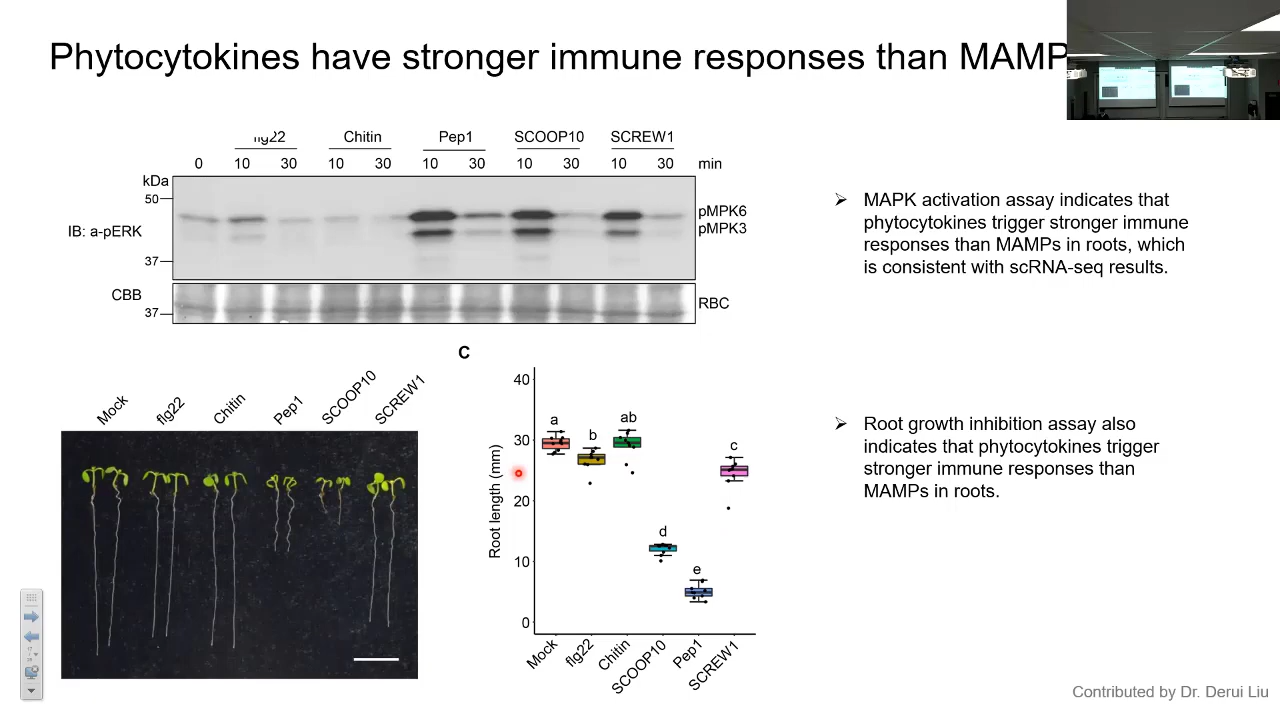 Phytocytokines have stronger immune responses than MAMP
flg22 Chitin Pep1 SCOOP10 SCREW1
0 10 30 10 30 10 30 10 30 10 30 min
kDa
50
pMPK6
IB: a-pERK
pMPK3
37
CBB
RBC
37
MAPK activation assay indicates that
phytocytokines trigger stronger immune
responses than MAMPs in roots, which
is consistent with scRNA-seq results.
Mock flg22 Chitin Pep1 SCOOP10 SCREW1
C
Root length (mm)
40
30
20
10
0
a b ab d e c
Mock flg22 Chitin SCOOP10 Pep1 SCREW1
Root growth inhibition assay also
indicates that phytocytokines trigger
stronger immune responses than
MAMPs in roots.
Contributed by Dr. Derui Liu